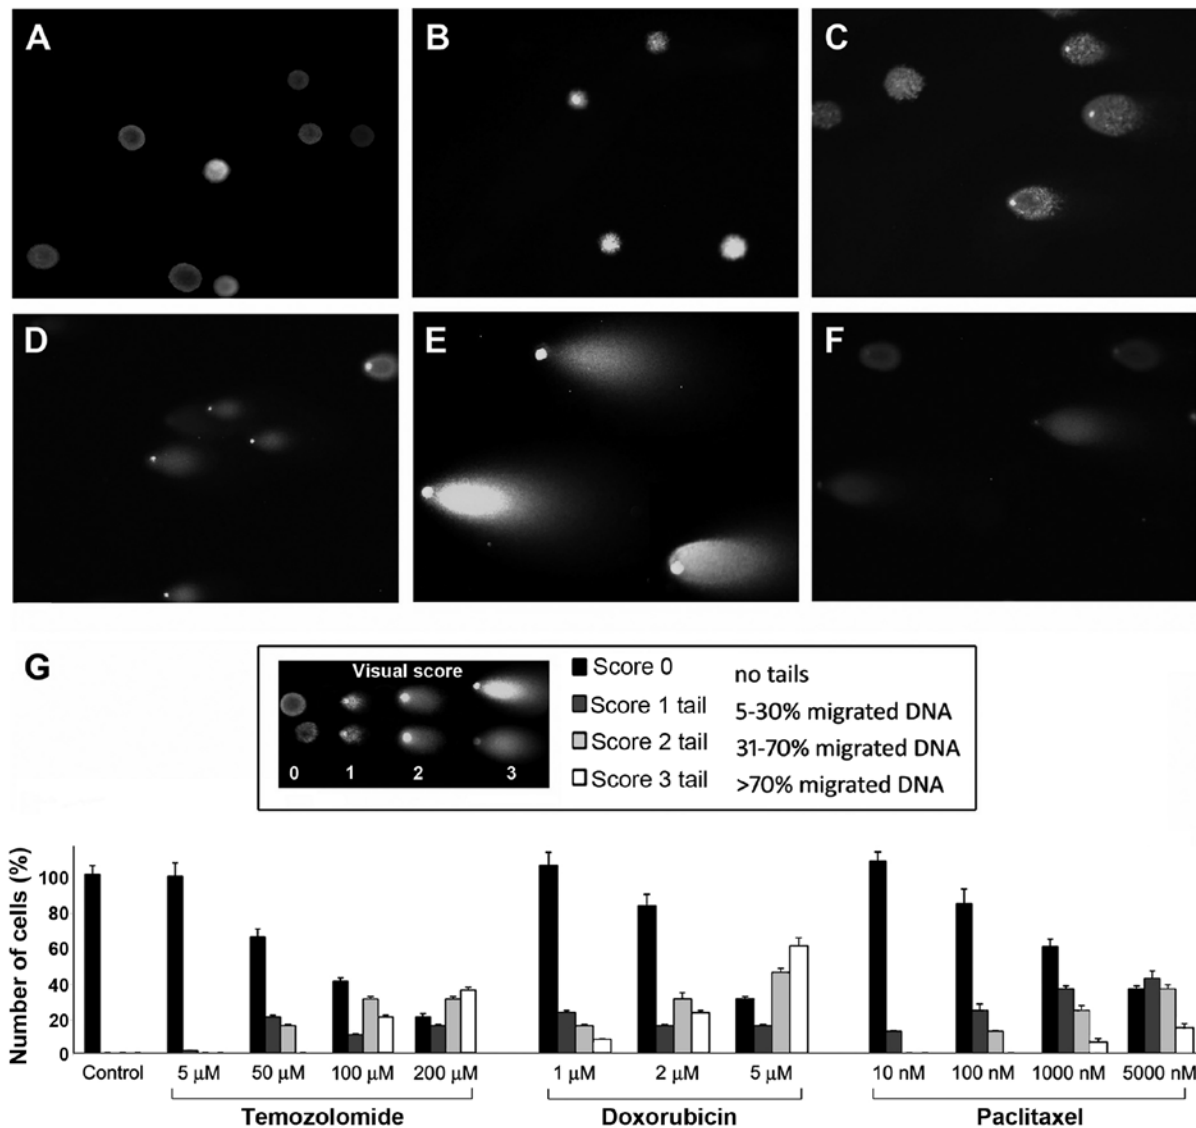 A
B
C
D
E
F
G
Visual score
0 1 2 3
Score 0 no tails
Score 1 tail 5-30% migrated DNA
Score 2 tail 31-70% migrated DNA
Score 3 tail >70% migrated DNA
Number of cells (%)
100
80
60
40
20
0
Control 5 μM 50 μM 100 μM 200 μM 1 μM 2 μM 5 μM 10 nM 100 nM 1000 nM 5000 nM
Temozolomide Doxorubicin Paclitaxel